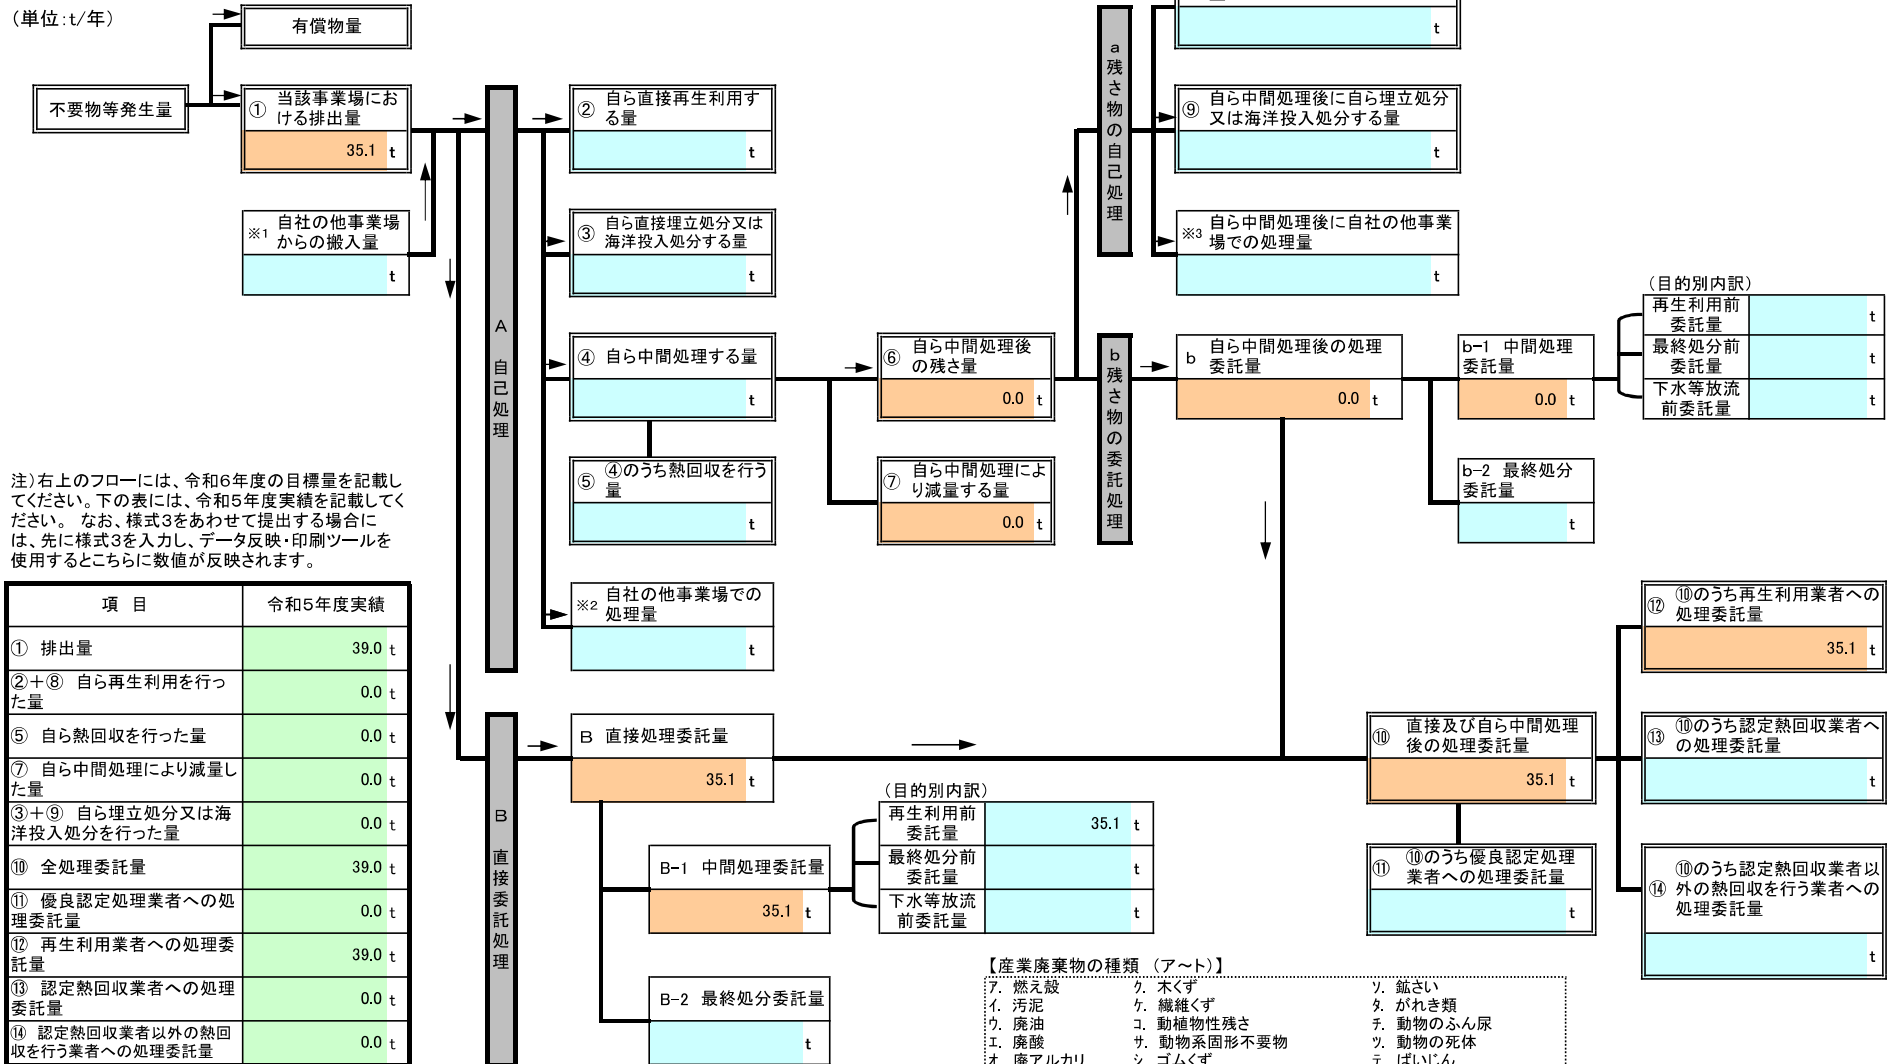 (単位:t/年)
有償物量
不要物等発生量
① 当該事業場にお
ける排出量
35.1 t
※1 自社の他事業場
からの搬入量
t
A 自己処理
② 自ら直接再生利用す
る量
t
③ 自ら直接埋立処分又は
海洋投入処分する量
t
④ 自ら中間処理する量
t
⑤ ④のうち熱回収を行う
量
t
※2 自社の他事業場での
処理量
t
⑥ 自ら中間処理後
の残さ量
0.0 t
⑦ 自ら中間処理によ
り減量する量
0.0 t
a 残さ物の自己処理
t
⑨ 自ら中間処理後に自ら埋立処分
又は海洋投入処分する量
t
※3 自ら中間処理後に自社の他事業
場での処理量
t
b 残さ物の委託処理
b 自ら中間処理後の処理
委託量
0.0 t
b-1 中間処理
委託量
0.0 t
(目的別内訳)
再生利用前
委託量
t
最終処分前
委託量
t
下水等放流
前委託量
t
b-2 最終処分
委託量
t
注)右上のフローには、令和6年度の目標量を記載し
てください。下の表には、令和5年度実績を記載してく
ださい。 なお、様式3をあわせて提出する場合に
は、先に様式3を入力し、データ反映・印刷ツールを
使用するとこちらに数値が反映されます。
項 目 令和5年度実績
① 排出量 39.0 t
②+⑧ 自ら再生利用を行っ
た量 0.0 t
⑤ 自ら熱回収を行った量 0.0 t
⑦ 自ら中間処理により減量し
た量 0.0 t
③+⑨ 自ら埋立処分又は海
洋投入処分を行った量 0.0 t
⑩ 全処理委託量 39.0 t
⑪ 優良認定処理業者への処
理委託量 0.0 t
⑫ 再生利用業者への処理委
託量 39.0 t
⑬ 認定熱回収業者への処理
委託量 0.0 t
⑭ 認定熱回収業者以外の熱回
収を行う業者への処理委託量 0.0 t
B 直接委託処理
B 直接処理委託量
35.1 t
B-1 中間処理委託量
35.1 t
(目的別内訳)
再生利用前
委託量 35.1 t
最終処分前
委託量 t
下水等放流
前委託量 t
B-2 最終処分委託量
t
⑩ 直接及び自ら中間処理
後の処理委託量
35.1 t
⑪ ⑩のうち優良認定処理
業者への処理委託量
t
⑫ ⑩のうち再生利用業者への
処理委託量
35.1 t
⑬ ⑩のうち認定熱回収業者へ
の処理委託量
t
⑭ ⑩のうち認定熱回収業者以
外の熱回収を行う業者への
処理委託量
t
【産業廃棄物の種類 (ア~ト)】
ア. 燃え殻 ク. 木くず ソ. 鉱さい
イ. 汚泥 ケ. 繊維くず タ. がれき類
ウ. 廃油 コ. 動植物性残さ チ. 動物のふん尿
エ. 廃酸 サ. 動物系固形不要物 ツ. 動物の死体
オ. 廃アルカリ シ. ゴムくず テ. ばいじん